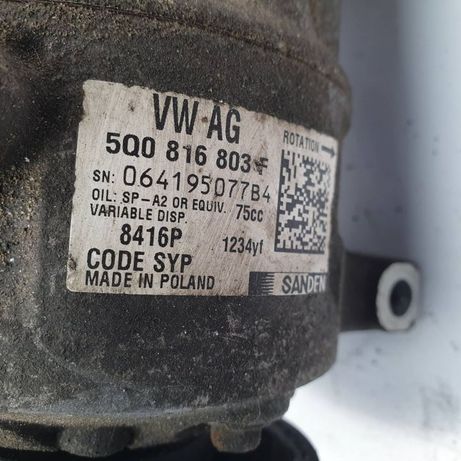 VW AG
ROTATION
5Q0 816 803 F
SN: 064195077B4
OIL: SP-A2 OR EQUIV. 75cc
VARIABLE DISP.
8416P 1234yf
CODE SYP
MADE IN POLAND
SANDEN